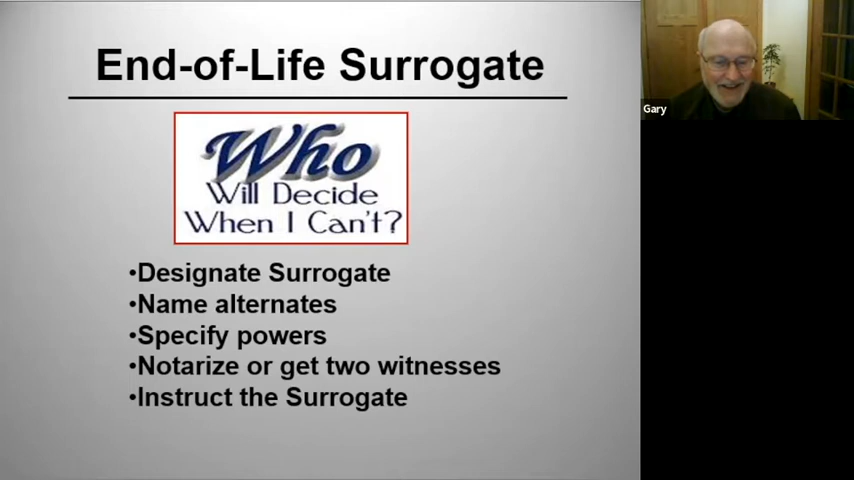 End-of-Life Surrogate
Who
Will Decide
When I Can't?
•Designate Surrogate
•Name alternates
•Specify powers
•Notarize or get two witnesses
•Instruct the Surrogate
Gary